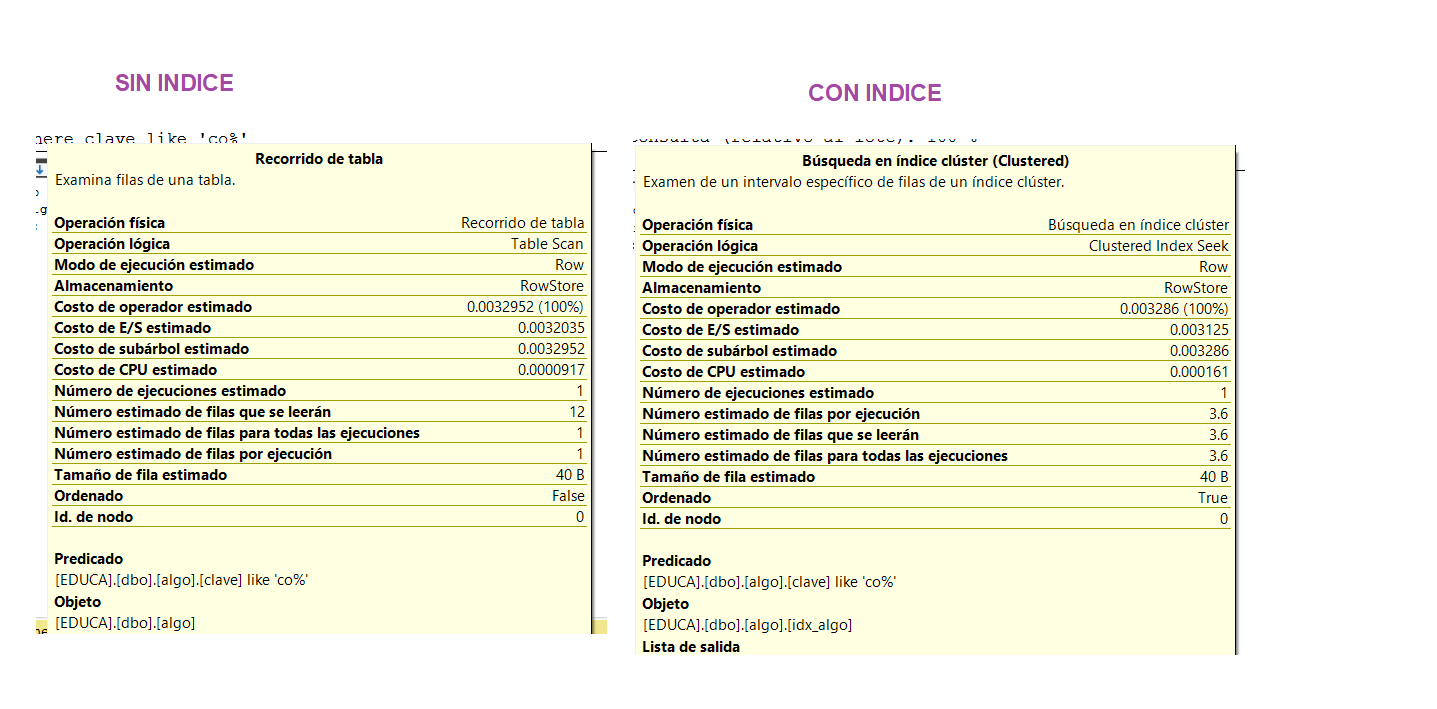 SIN INDICE
here clave like 'co%'
Recorrido de tabla
Examina filas de una tabla.
Operación física Recorrido de tabla
Operación lógica Table Scan
Modo de ejecución estimado Row
Almacenamiento RowStore
Costo de operador estimado 0.0032952 (100%)
Costo de E/S estimado 0.0032035
Costo de subárbol estimado 0.0032952
Costo de CPU estimado 0.0000917
Número de ejecuciones estimado 1
Número estimado de filas que se leerán 12
Número estimado de filas para todas las ejecuciones 1
Número estimado de filas por ejecución 1
Tamaño de fila estimado 40 B
Ordenado False
Id. de nodo 0
Predicado
[EDUCA].[dbo].[algo].[clave] like 'co%'
Objeto
[EDUCA].[dbo].[algo]
CON INDICE
consulta (relativo al lote): 100 %
Búsqueda en índice clúster (Clustered)
Examen de un intervalo específico de filas de un índice clúster.
Operación física Búsqueda en índice clúster
Operación lógica Clustered Index Seek
Modo de ejecución estimado Row
Almacenamiento RowStore
Costo de operador estimado 0.003286 (100%)
Costo de E/S estimado 0.003125
Costo de subárbol estimado 0.003286
Costo de CPU estimado 0.000161
Número de ejecuciones estimado 1
Número estimado de filas por ejecución 3.6
Número estimado de filas que se leerán 3.6
Número estimado de filas para todas las ejecuciones 3.6
Tamaño de fila estimado 40 B
Ordenado True
Id. de nodo 0
Predicado
[EDUCA].[dbo].[algo].[clave] like 'co%'
Objeto
[EDUCA].[dbo].[algo].[idx_algo]
Lista de salida